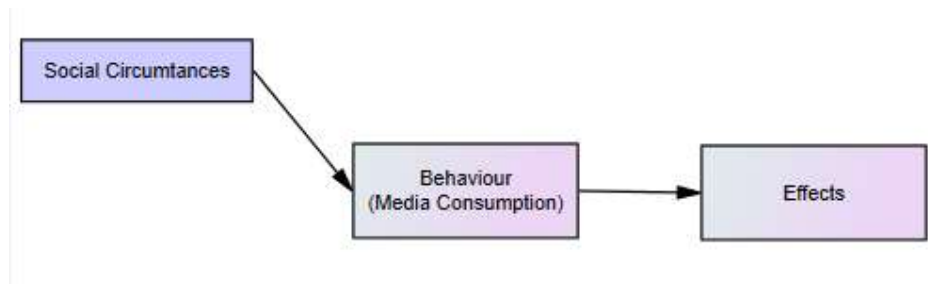 Social Circumtances
Behaviour
(Media Consumption)
Effects